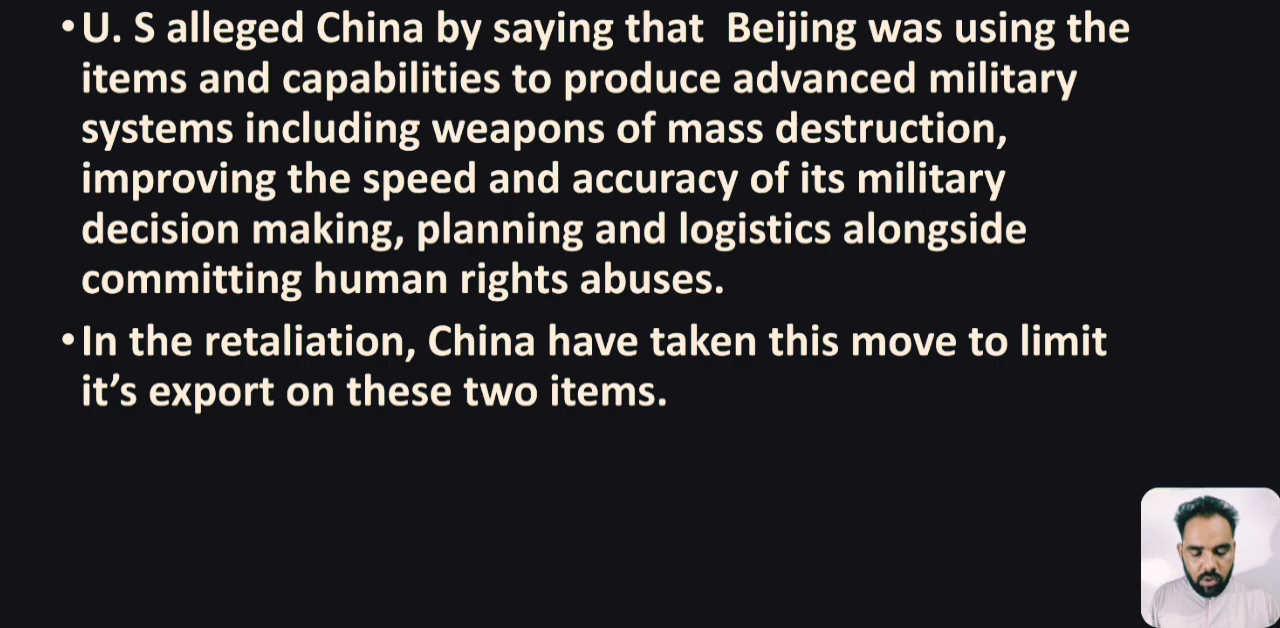 • U. S alleged China by saying that  Beijing was using the
items and capabilities to produce advanced military
systems including weapons of mass destruction,
improving the speed and accuracy of its military
decision making, planning and logistics alongside
committing human rights abuses.
• In the retaliation, China have taken this move to limit
it’s export on these two items.